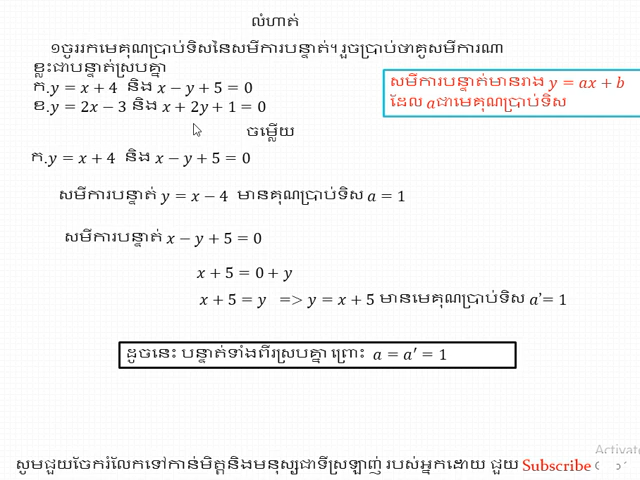 លំហាត់
១ចូររកមេគុណប្រាប់ទិសនៃសមីការបន្ទាត់។ រួចប្រាប់ថាគូសមីការណា
ខ្លះជាបន្ទាត់ស្របគ្នា
ក.y = x + 4 និង x − y + 5 = 0
ខ.y = 2x − 3 និង x + 2y + 1 = 0
សមីការបន្ទាត់មានរាង y = ax + b
ដែល aជាមេគុណប្រាប់ទិស
ចម្លើយ
ក.y = x + 4 និង x − y + 5 = 0
សមីការបន្ទាត់ y = x − 4 មានគុណប្រាប់ទិស a = 1
សមីការបន្ទាត់ x − y + 5 = 0
x + 5 = 0 + y
x + 5 = y => y = x + 5 មានមេគុណប្រាប់ទិស a’= 1
ដូចនេះ បន្ទាត់ទាំងពីរស្របគ្នា ព្រោះ a = a′ = 1
សូមជួយចែករំលែកទៅកាន់មិត្តនិងមនុស្សជាទីស្រឡាញ់ របស់អ្នកដោយ ជួយ Subscribe